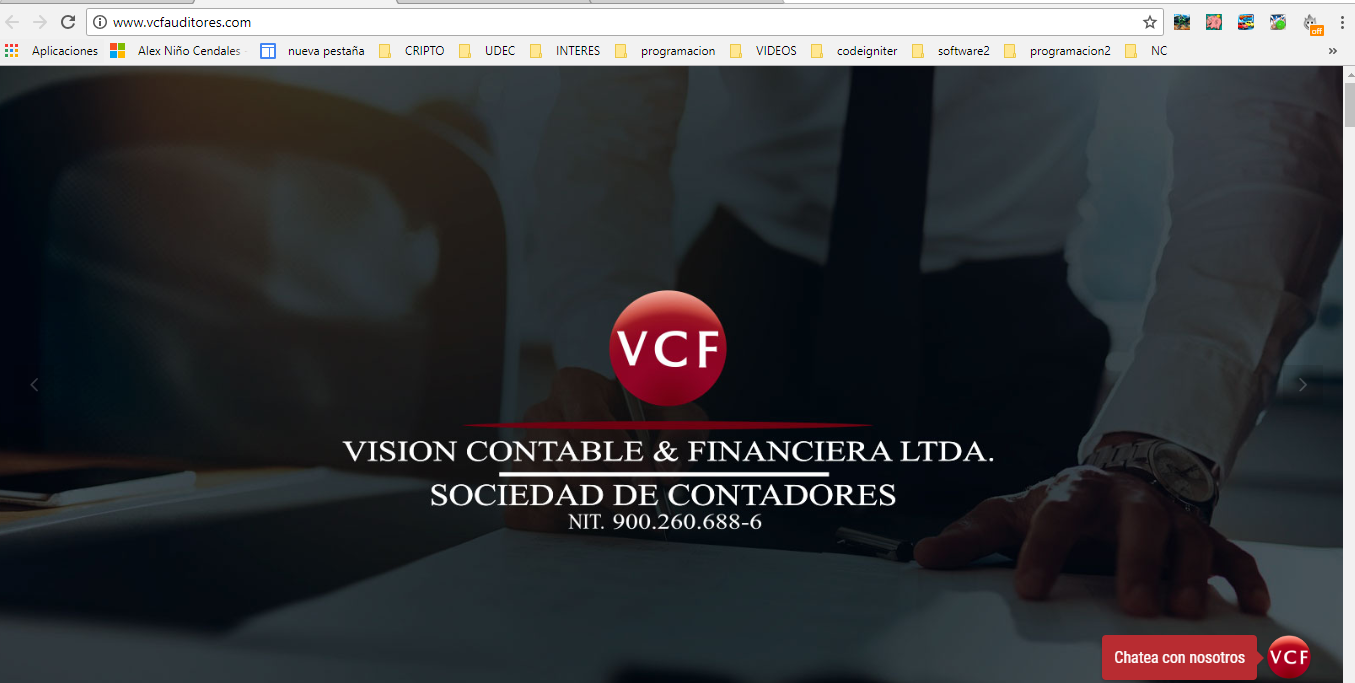 www.vcfauditores.com
off
Aplicaciones
Alex Niño Cendales
nueva pestaña
CRIPTO
UDEC
INTERES
programacion
VIDEOS
codeigniter
software2
programacion2
NC
»
VCF
VISION CONTABLE & FINANCIERA LTDA.
SOCIEDAD DE CONTADORES
NIT. 900.260.688-6
Chatea con nosotros
VCF